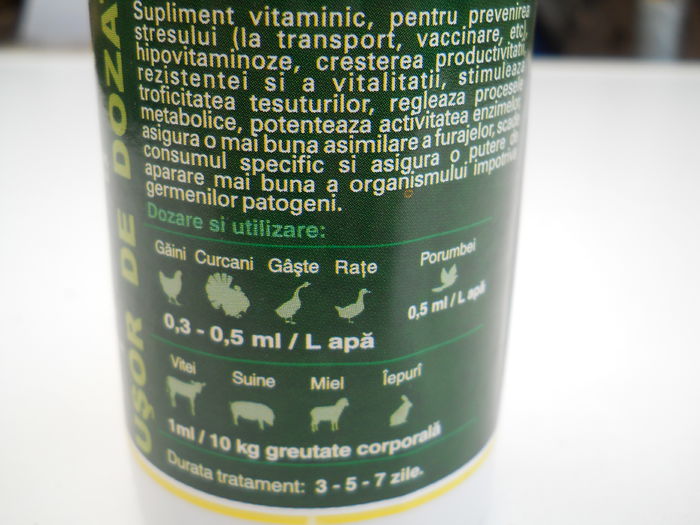 Supliment vitaminic, pentru prevenirea
stresului (la transport, vaccinare, etc),
hipovitaminoze, cresterea productivitatii,
rezistentei si a vitalitatii, stimuleaza
troficitatea tesuturilor, regleaza procesele
metabolice, potenteaza activitatea enzimelor,
asigura o mai buna asimilare a furajelor, scade
consumul specific si asigura o putere de
aparare mai buna a organismului impotriva
germenilor patogeni.
Dozare si utilizare:
Găini Curcani Gâşte Raţe Porumbei
0,3 - 0,5 ml / L apă 0,5 ml / L apă
Vitei Suine Miel Îepuri
1ml / 10 kg greutate corporală
Durata tratament: 3 - 5 - 7 zile.
UŞOR DE DOZAT